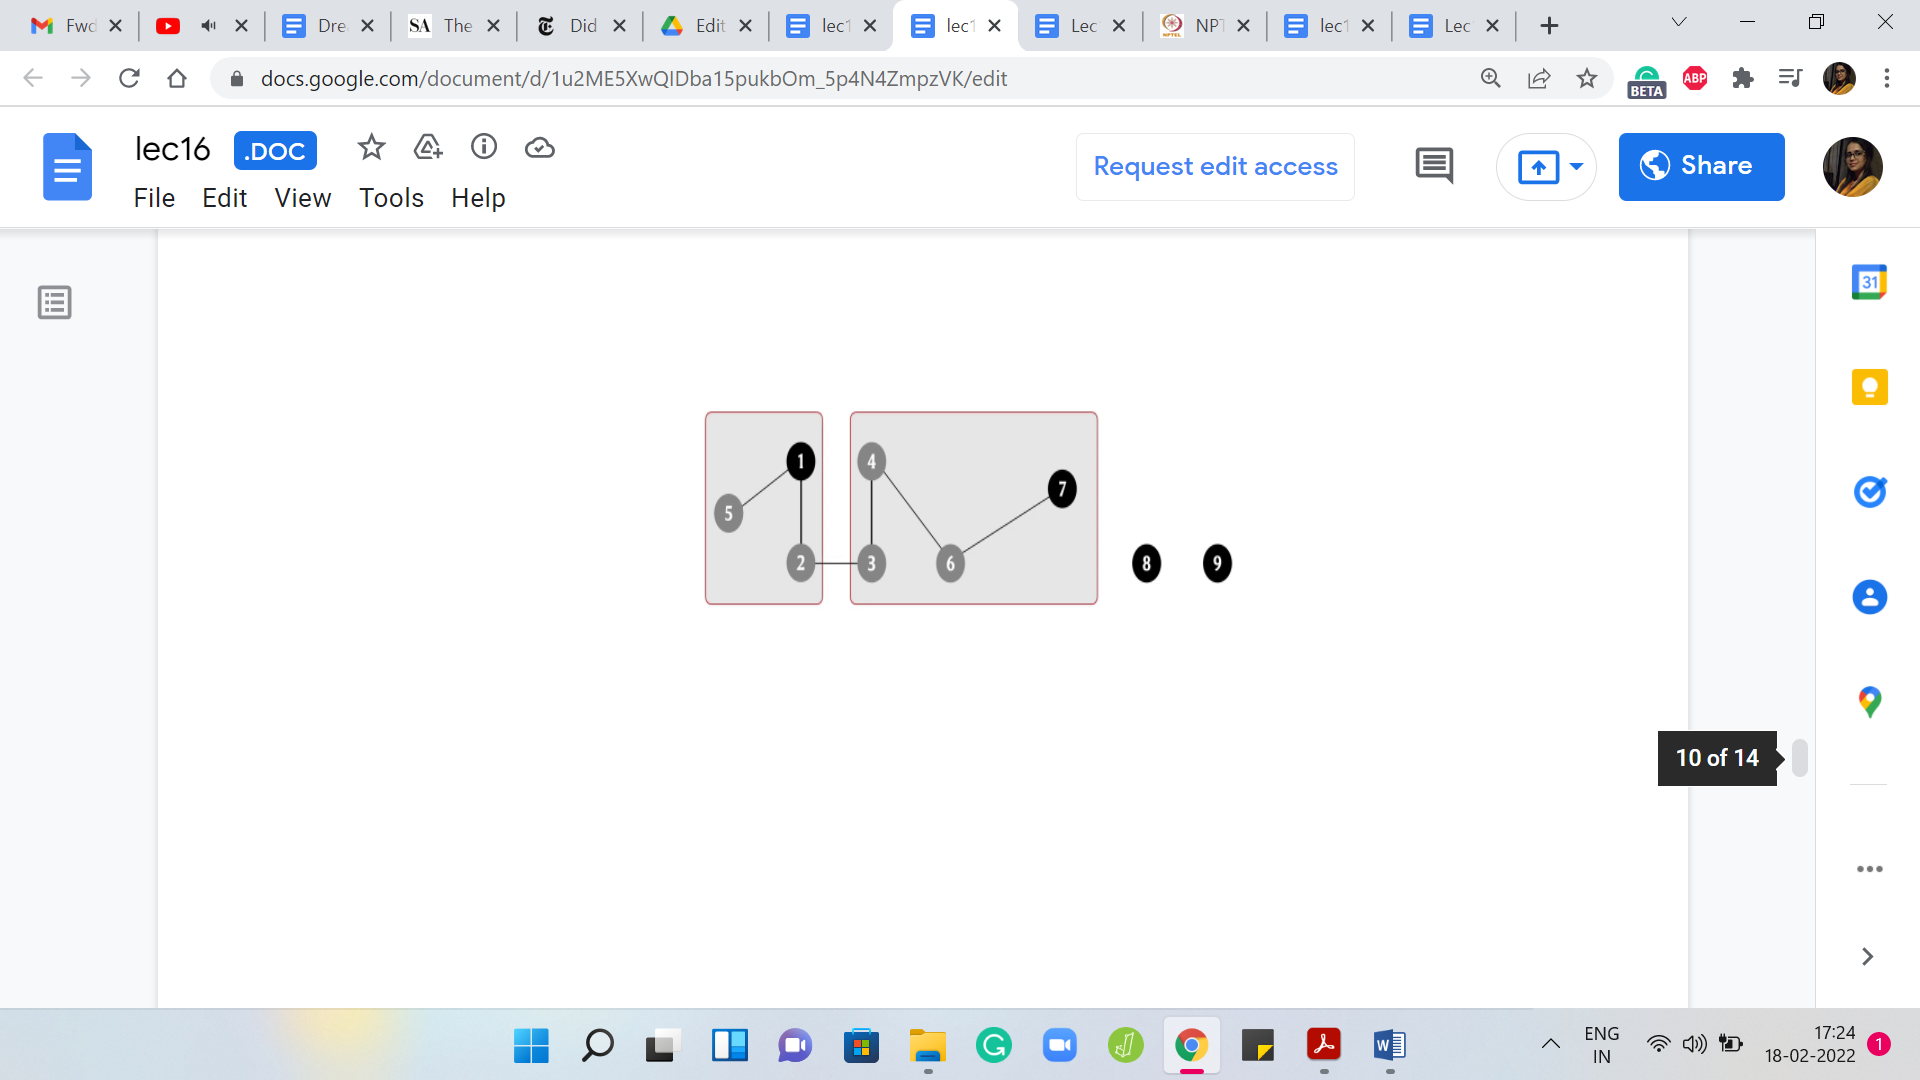 Fwd
Dre
SA The
Did
Edit
lec1
lec1
Lec
NPT
lec1
Lec
docs.google.com/document/d/1u2ME5XwQIDba15pukbOm_5p4N4ZmpzVK/edit
ABP
BETA
lec16 .DOC
Request edit access
Share
File Edit View Tools Help
31
1 4
7
5
2 3 6 8 9
10 of 14
ENG
IN
17:24
18-02-2022
1